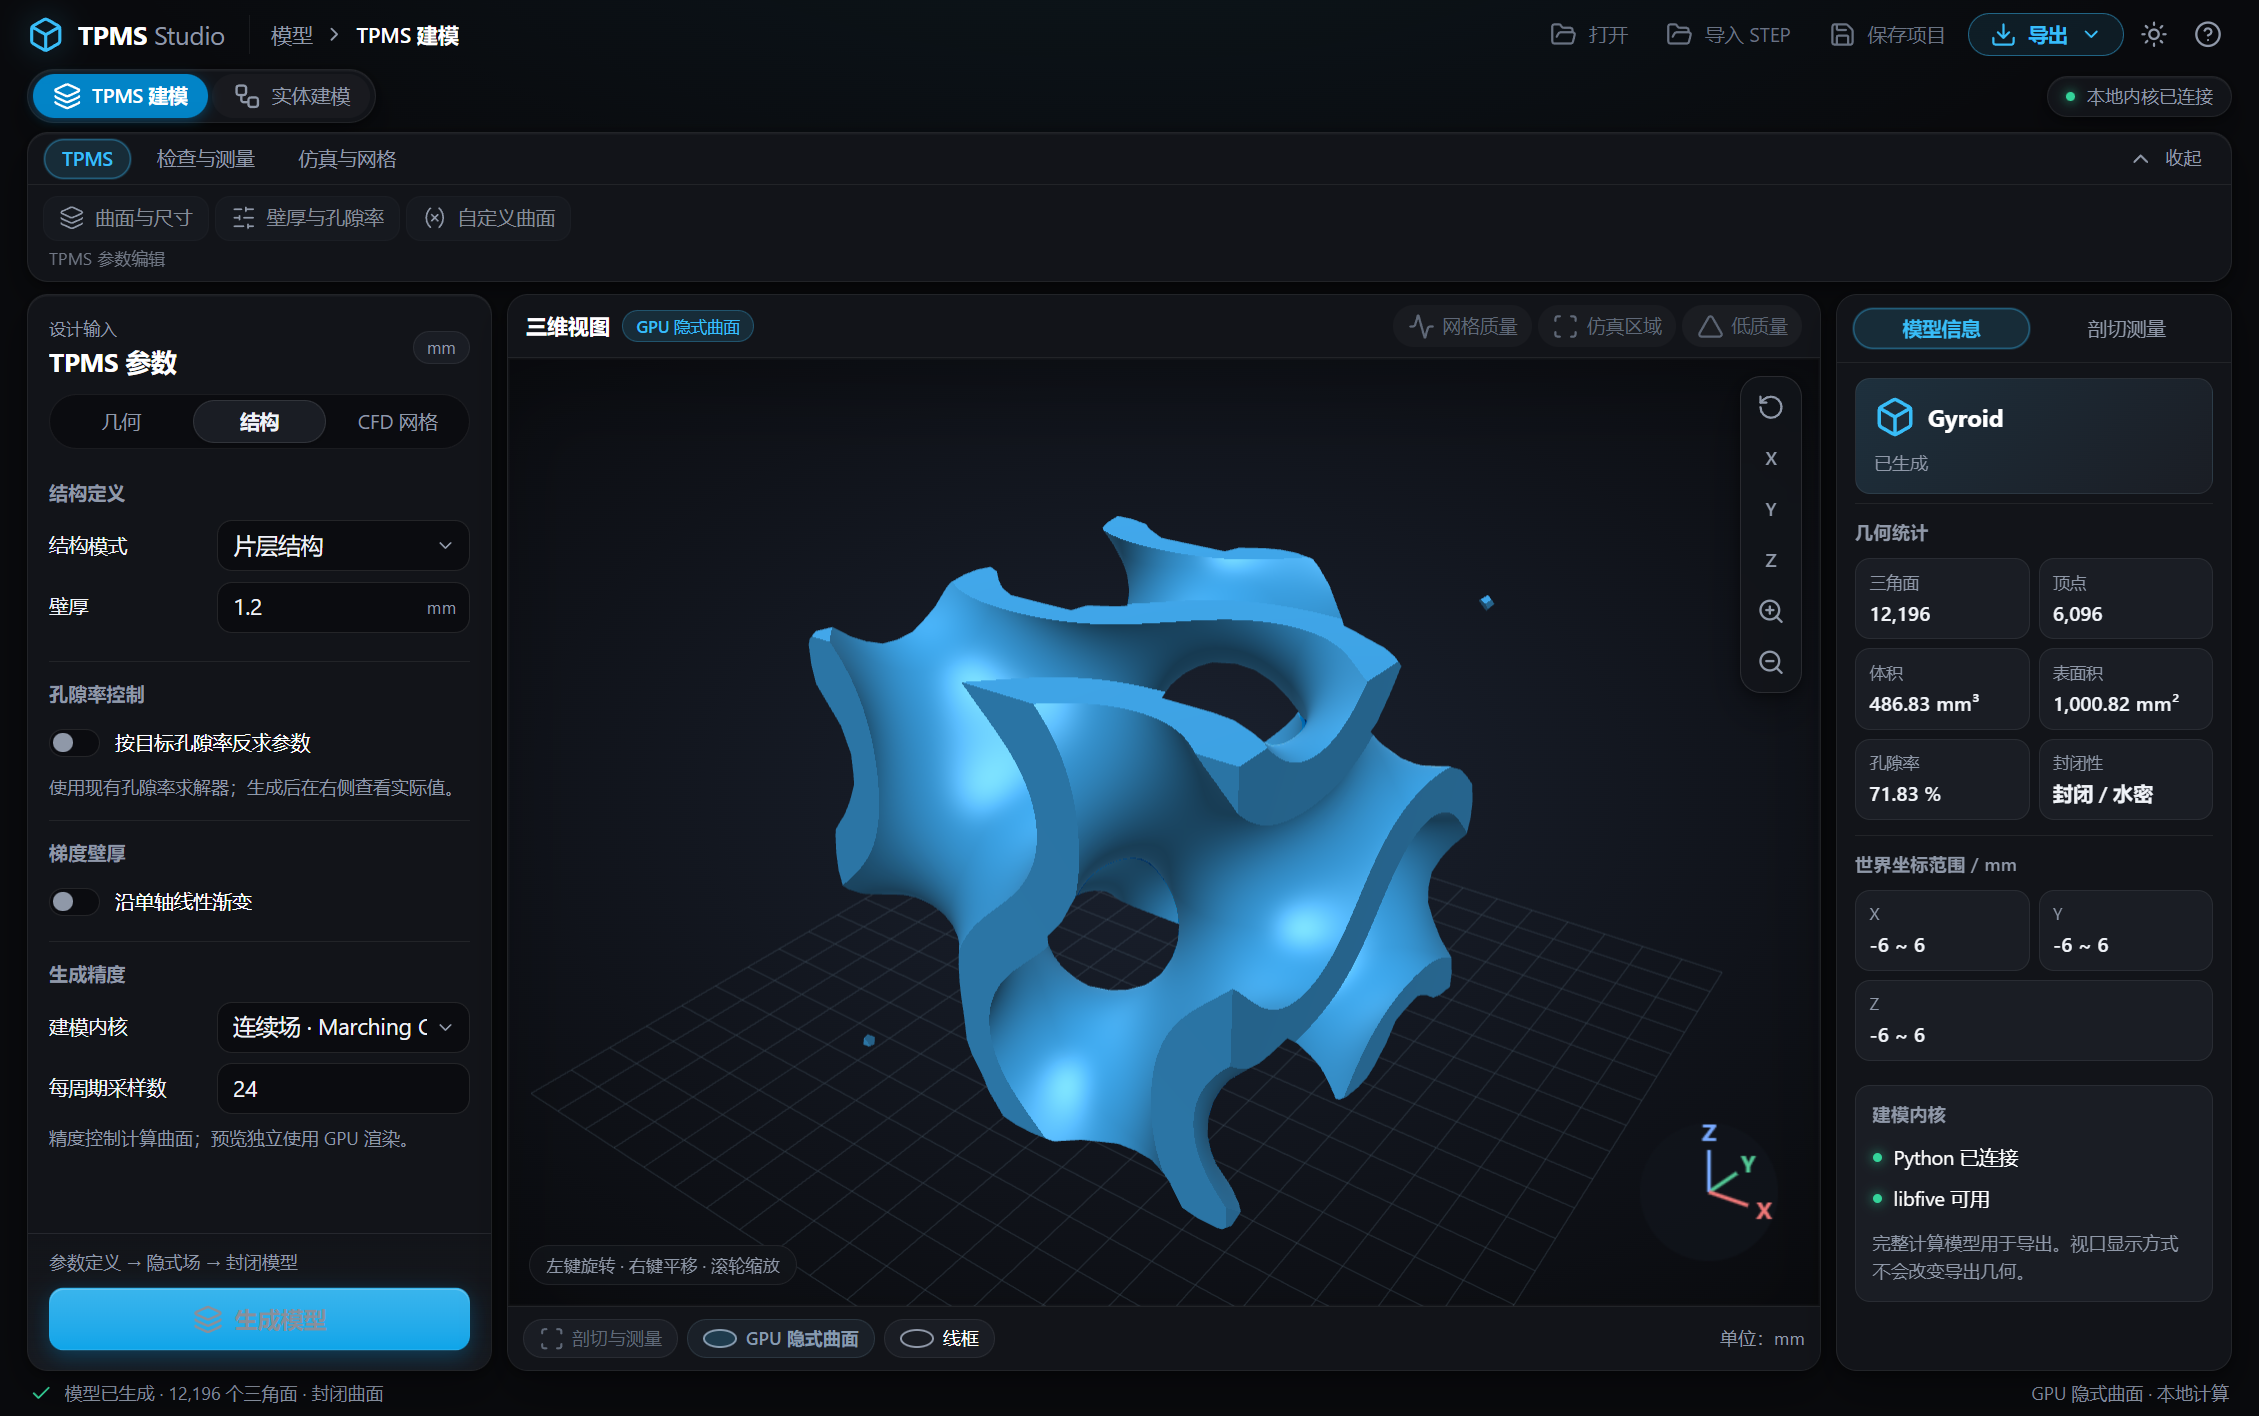 TPMS Studio
模型 > TPMS 建模
打开
导入 STEP
保存项目
导出
TPMS 建模
实体建模
本地内核已连接
TPMS
检查与测量
仿真与网格
收起
曲面与尺寸
壁厚与孔隙率
自定义曲面
TPMS 参数编辑
设计输入
TPMS 参数
mm
几何
结构
CFD 网格
结构定义
结构模式
片层结构
壁厚
1.2
mm
孔隙率控制
按目标孔隙率反求参数
使用现有孔隙率求解器；生成后在右侧查看实际值。
梯度壁厚
沿单轴线性渐变
生成精度
建模内核
连续场 · Marching C
每周期采样数
24
精度控制计算曲面；预览独立使用 GPU 渲染。
参数定义 → 隐式场 → 封闭模型
生成模型
三维视图
GPU 隐式曲面
网格质量
仿真区域
低质量
X
Y
Z
Z
Y
X
左键旋转 · 右键平移 · 滚轮缩放
剖切与测量
GPU 隐式曲面
线框
单位：mm
模型信息
剖切测量
Gyroid
已生成
几何统计
三角面
12,196
顶点
6,096
体积
486.83 mm³
表面积
1,000.82 mm²
孔隙率
71.83 %
封闭性
封闭 / 水密
世界坐标范围 / mm
X
-6 ~ 6
Y
-6 ~ 6
Z
-6 ~ 6
建模内核
Python 已连接
libfive 可用
完整计算模型用于导出。视口显示方式
不会改变导出几何。
模型已生成 · 12,196 个三角面 · 封闭曲面
GPU 隐式曲面 · 本地计算